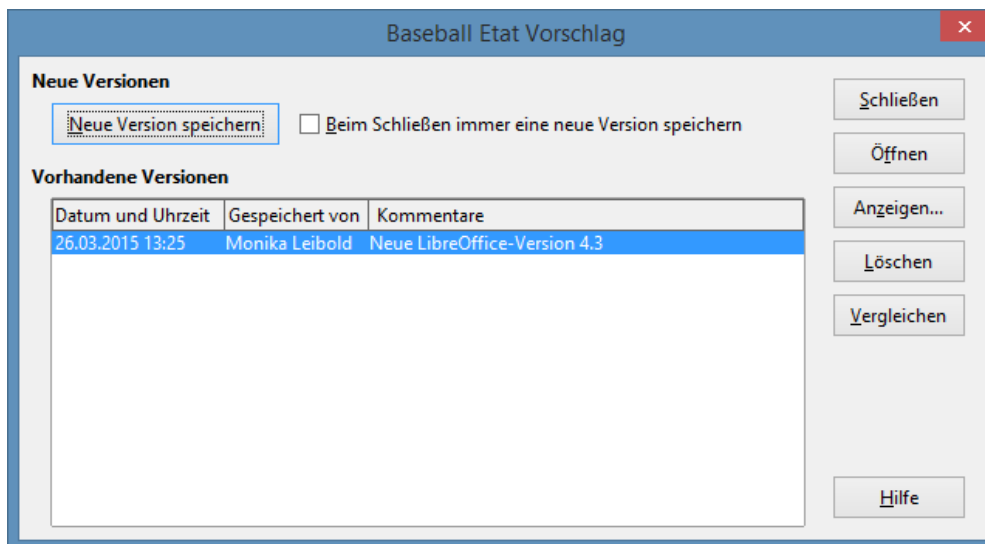 Baseball Etat Vorschlag
Neue Versionen
Neue Version speichern
Beim Schließen immer eine neue Version speichern
Vorhandene Versionen
Datum und Uhrzeit Gespeichert von Kommentare
26.03.2015 13:25 Monika Leibold Neue LibreOffice-Version 4.3
Schließen
Öffnen
Anzeigen...
Löschen
Vergleichen
Hilfe